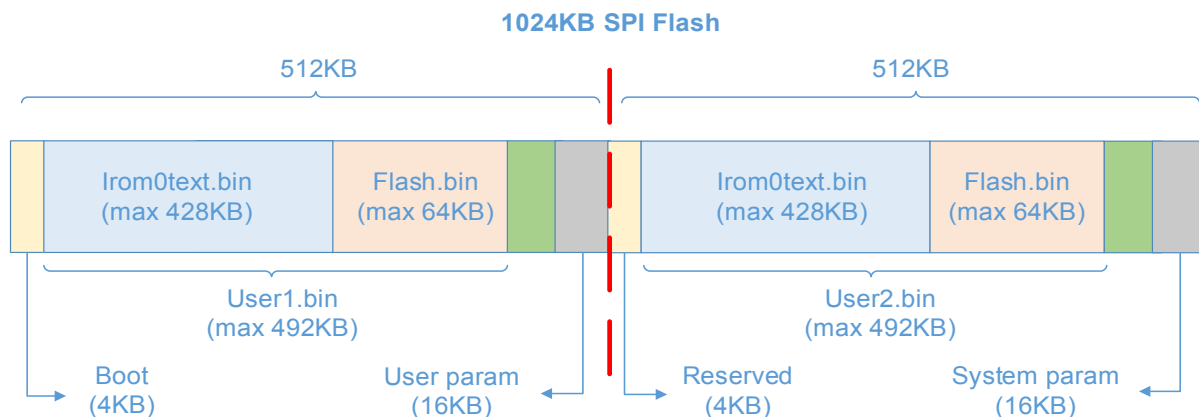 1024KB SPI Flash
512KB
512KB
Irom0text.bin
(max 428KB)
Flash.bin
(max 64KB)
Irom0text.bin
(max 428KB)
Flash.bin
(max 64KB)
User1.bin
(max 492KB)
User2.bin
(max 492KB)
Boot
(4KB)
User param
(16KB)
Reserved
(4KB)
System param
(16KB)